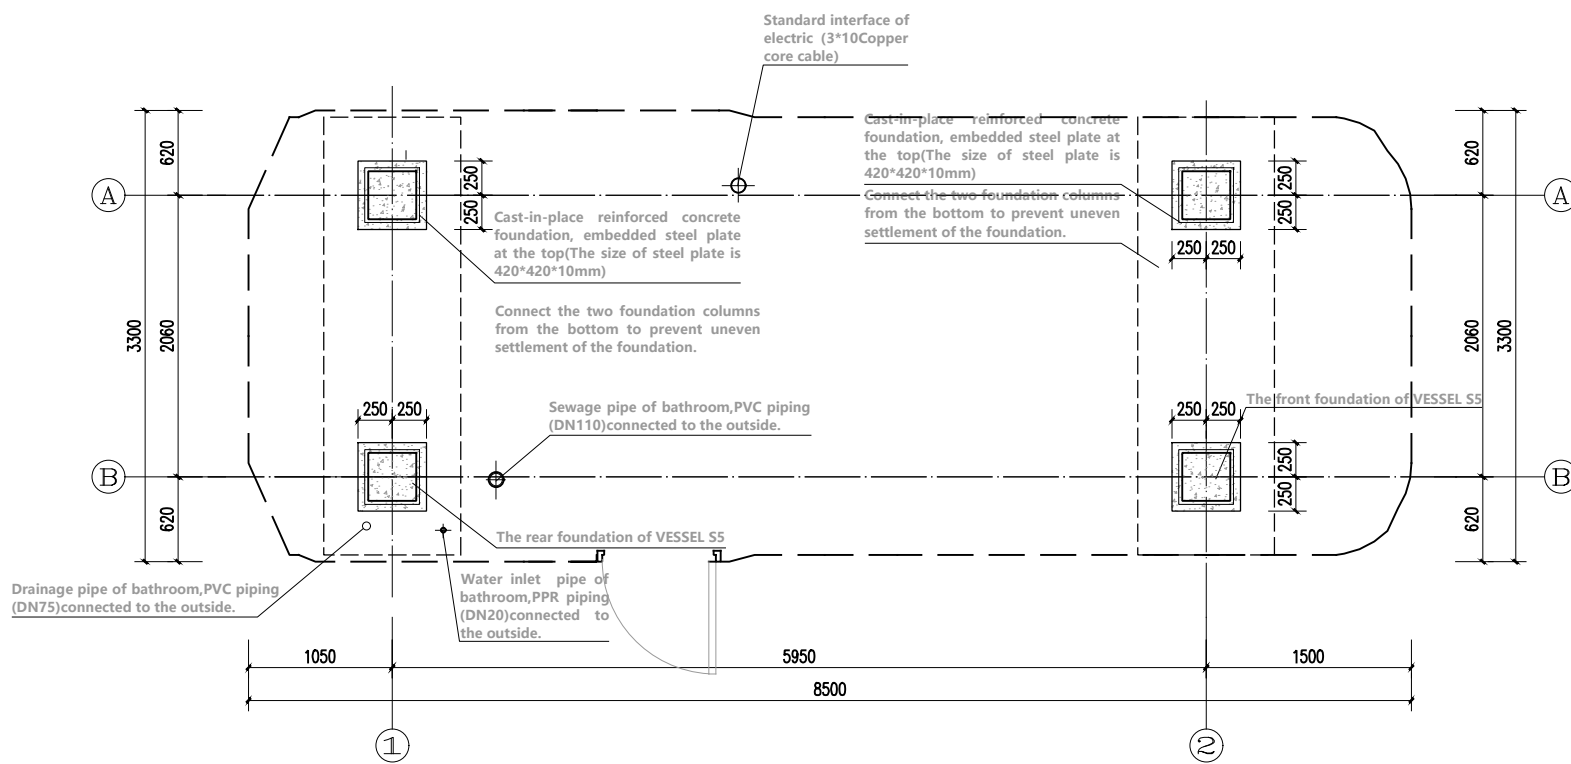 Standard interface of
electric (3*10Copper
core cable)
Cast-in-place reinforced concrete
foundation, embedded steel plate at
the top(The size of steel plate is
420*420*10mm)
Connect the two foundation columns
from the bottom to prevent uneven
settlement of the foundation.
620
620
A
250
250
250
250
A
250 250
Cast-in-place reinforced concrete
foundation, embedded steel plate
at the top(The size of steel plate is
420*420*10mm)
Connect the two foundation columns
from the bottom to prevent uneven
settlement of the foundation.
3300
2060
2060
3300
250 250
250 250
Sewage pipe of bathroom,PVC piping
(DN110)connected to the outside.
The front foundation of VESSEL S5
B
250
250
B
620
620
The rear foundation of VESSEL S5
Drainage pipe of bathroom,PVC piping
(DN75)connected to the outside.
Water inlet pipe of
bathroom,PPR piping
(DN20)connected to
the outside.
1050
5950
1500
8500
1
2